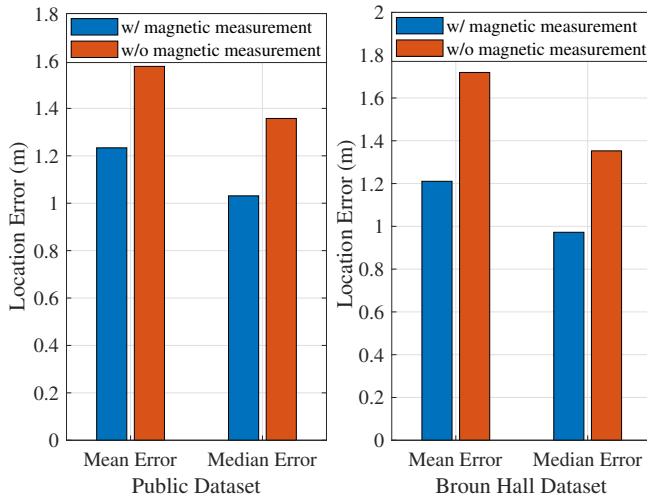 1.8
1.6
1.4
1.2
1
0.8
0.6
0.4
0.2
0
Location Error (m)
w/ magnetic measurement
w/o magnetic measurement
Mean Error Median Error
Public Dataset
2
1.8
1.6
1.4
1.2
1
0.8
0.6
0.4
0.2
0
Location Error (m)
w/ magnetic measurement
w/o magnetic measurement
Mean Error Median Error
Broun Hall Dataset